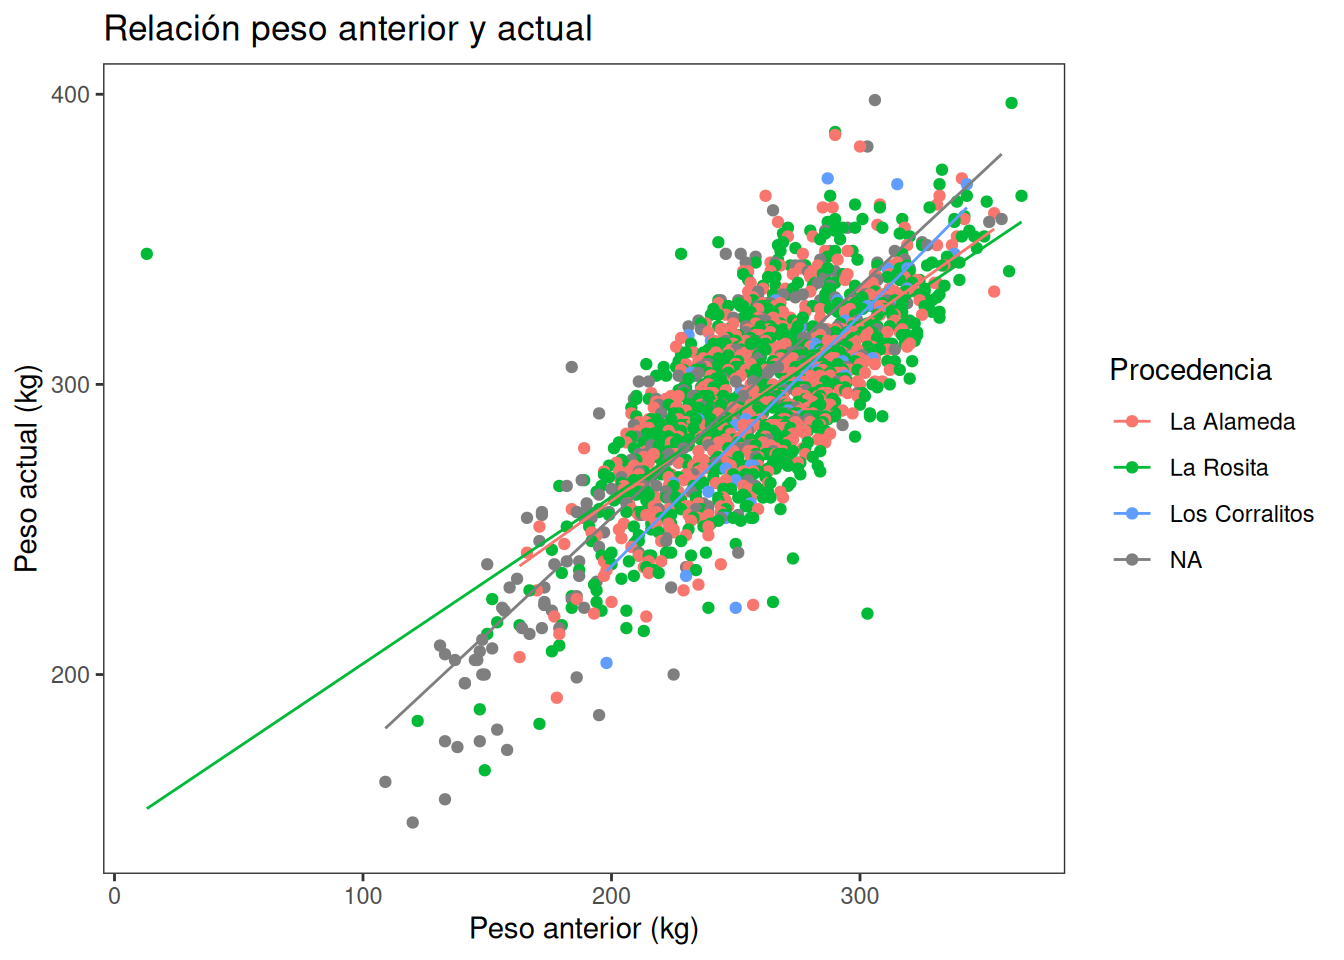 Relación peso anterior y actual
400
300
200
Peso actual (kg)
0
100
200
300
Peso anterior (kg)
Procedencia
La Alameda
La Rosita
Los Corralitos
NA